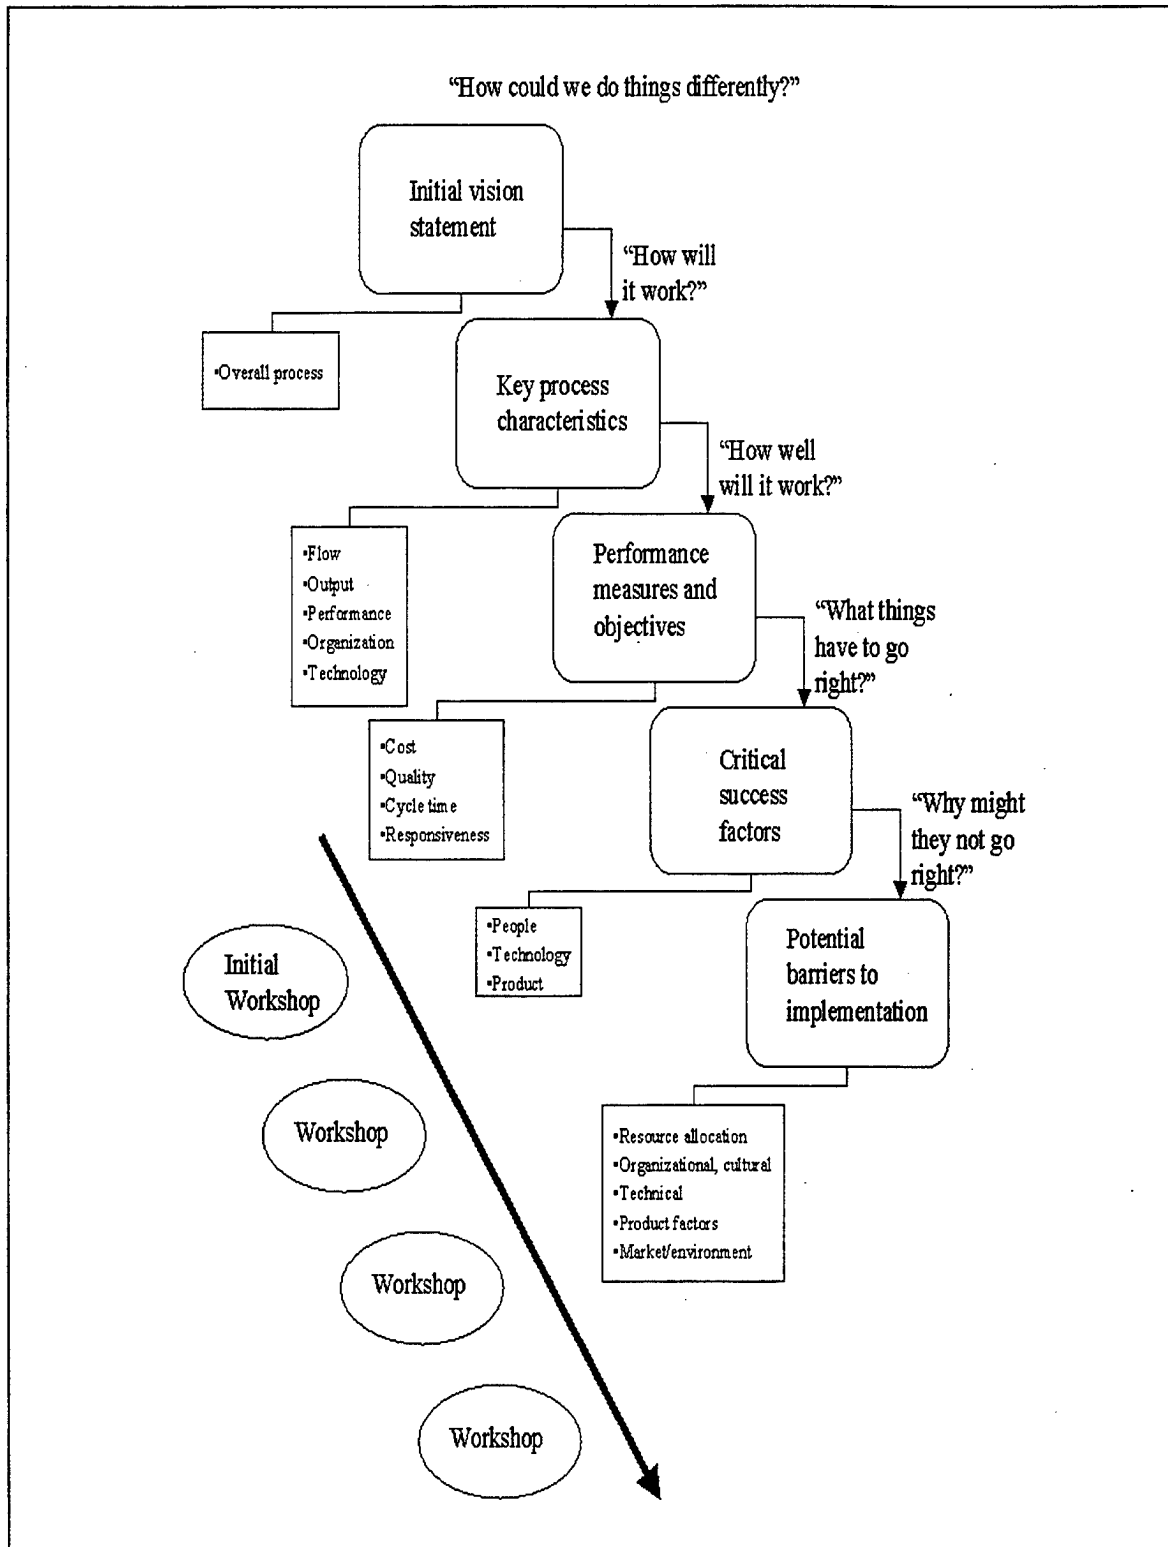 “How could we do things differently?”
Initial vision
statement
“How will
it work?”
▪Overall process
Key process
characteristics
“How well
will it work?”
▪Flow
▪Output
▪Performance
▪Organization
▪Technology
Performance
measures and
objectives
“What things
have to go
right?”
▪Cost
▪Quality
▪Cycle time
▪Responsiveness
Critical
success
factors
“Why might
they not go
right?”
▪People
▪Technology
▪Product
Potential
barriers to
implementation
▪Resource allocation
▪Organizational, cultural
▪Technical
▪Product factors
▪Market/environment
Initial
Workshop
Workshop
Workshop
Workshop